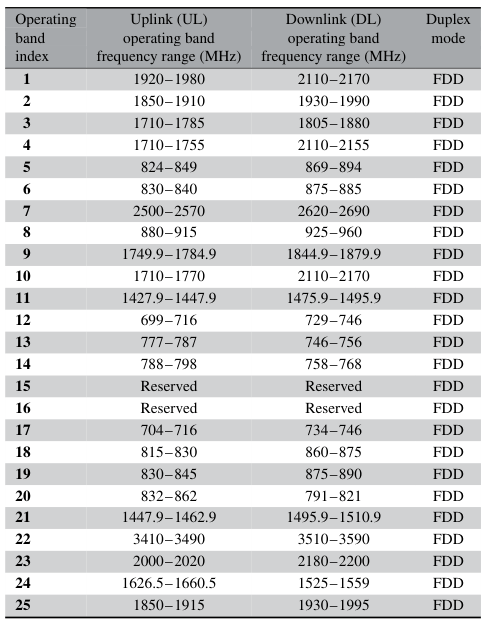 Operating band index Uplink (UL) operating band frequency range (MHz) Downlink (DL) operating band frequency range (MHz) Duplex mode
1 1920–1980 2110–2170 FDD
2 1850–1910 1930–1990 FDD
3 1710–1785 1805–1880 FDD
4 1710–1755 2110–2155 FDD
5 824–849 869–894 FDD
6 830–840 875–885 FDD
7 2500–2570 2620–2690 FDD
8 880–915 925–960 FDD
9 1749.9–1784.9 1844.9–1879.9 FDD
10 1710–1770 2110–2170 FDD
11 1427.9–1447.9 1475.9–1495.9 FDD
12 699–716 729–746 FDD
13 777–787 746–756 FDD
14 788–798 758–768 FDD
15 Reserved Reserved FDD
16 Reserved Reserved FDD
17 704–716 734–746 FDD
18 815–830 860–875 FDD
19 830–845 875–890 FDD
20 832–862 791–821 FDD
21 1447.9–1462.9 1495.9–1510.9 FDD
22 3410–3490 3510–3590 FDD
23 2000–2020 2180–2200 FDD
24 1626.5–1660.5 1525–1559 FDD
25 1850–1915 1930–1995 FDD